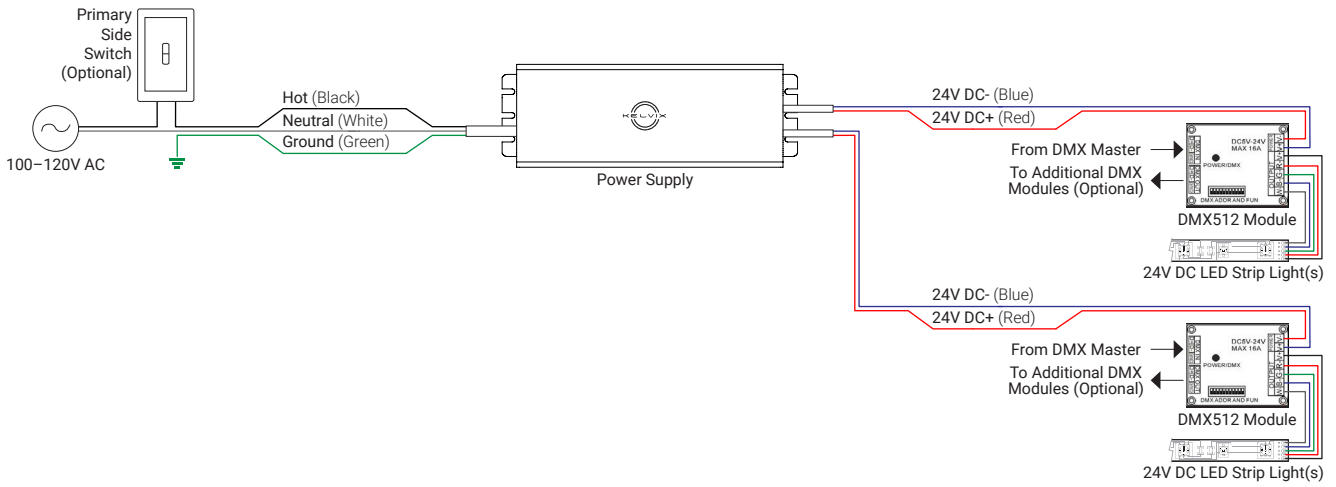 Primary
Side
Switch
(Optional)
100–120V AC
Hot (Black)
Neutral (White)
Ground (Green)
KELVIX
Power Supply
24V DC- (Blue)
24V DC+ (Red)
From DMX Master
To Additional DMX
Modules (Optional)
DC5V-24V
MAX 16A
POWER/DMX
OUTPUT
DMX ADDR AND FUN
DMX512 Module
24V DC LED Strip Light(s)
24V DC- (Blue)
24V DC+ (Red)
From DMX Master
To Additional DMX
Modules (Optional)
DC5V-24V
MAX 16A
POWER/DMX
OUTPUT
DMX ADDR AND FUN
DMX512 Module
24V DC LED Strip Light(s)